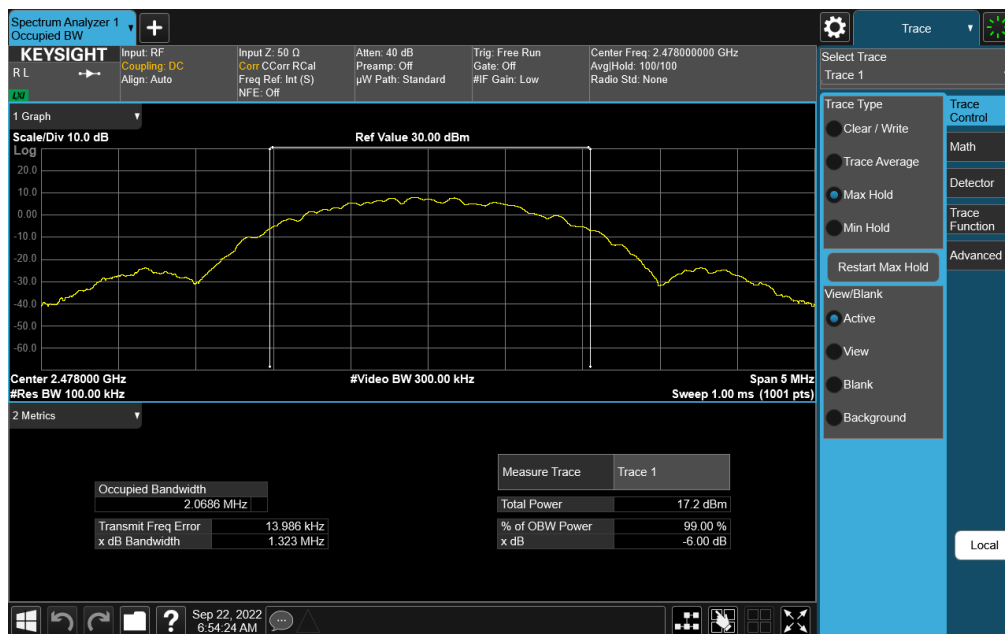 Spectrum Analyzer 1
Occupied BW
Trace
KEYSIGHT
R L
LXI
Input: RF
Coupling: DC
Align: Auto
Input Z: 50 Ω
Corr CCorr RCal
Freq Ref: Int (S)
NFE: Off
Atten: 40 dB
Preamp: Off
µW Path: Standard
Trig: Free Run
Gate: Off
#IF Gain: Low
Center Freq: 2.478000000 GHz
Avg|Hold: 100/100
Radio Std: None
1 Graph
Scale/Div 10.0 dB
Ref Value 30.00 dBm
Log
20.0
10.0
0.00
-10.0
-20.0
-30.0
-40.0
-50.0
-60.0
Center 2.478000 GHz
#Video BW 300.00 kHz
Span 5 MHz
#Res BW 100.00 kHz
Sweep 1.00 ms (1001 pts)
2 Metrics
Occupied Bandwidth
2.0686 MHz
Transmit Freq Error 13.986 kHz
x dB Bandwidth 1.323 MHz
Measure Trace Trace 1
Total Power 17.2 dBm
% of OBW Power 99.00 %
x dB -6.00 dB
?
Sep 22, 2022
6:54:24 AM
Select Trace
Trace 1
Trace Type
Clear / Write
Trace Average
Max Hold
Min Hold
Restart Max Hold
View/Blank
Active
View
Blank
Background
Trace
Control
Math
Detector
Trace
Function
Advanced
Local